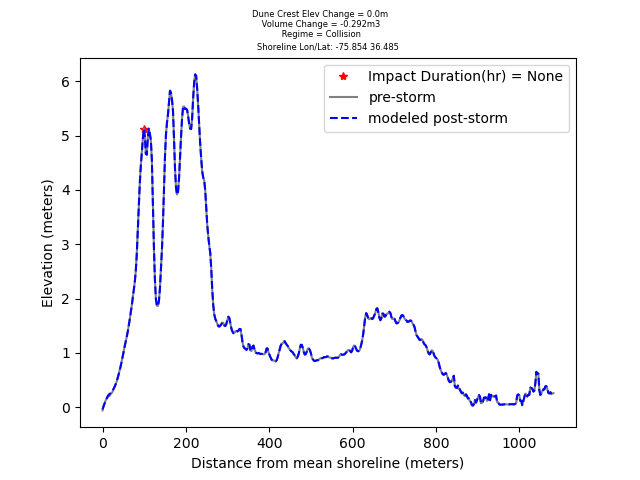 Dune Crest Elev Change = 0.0m
Volume Change = -0.292m3
Regime = Collision
Shoreline Lon/Lat: -75.854 36.485
Impact Duration(hr) = None
pre-storm
modeled post-storm
Elevation (meters)
6
5
4
3
2
1
0
0 200 400 600 800 1000
Distance from mean shoreline (meters)